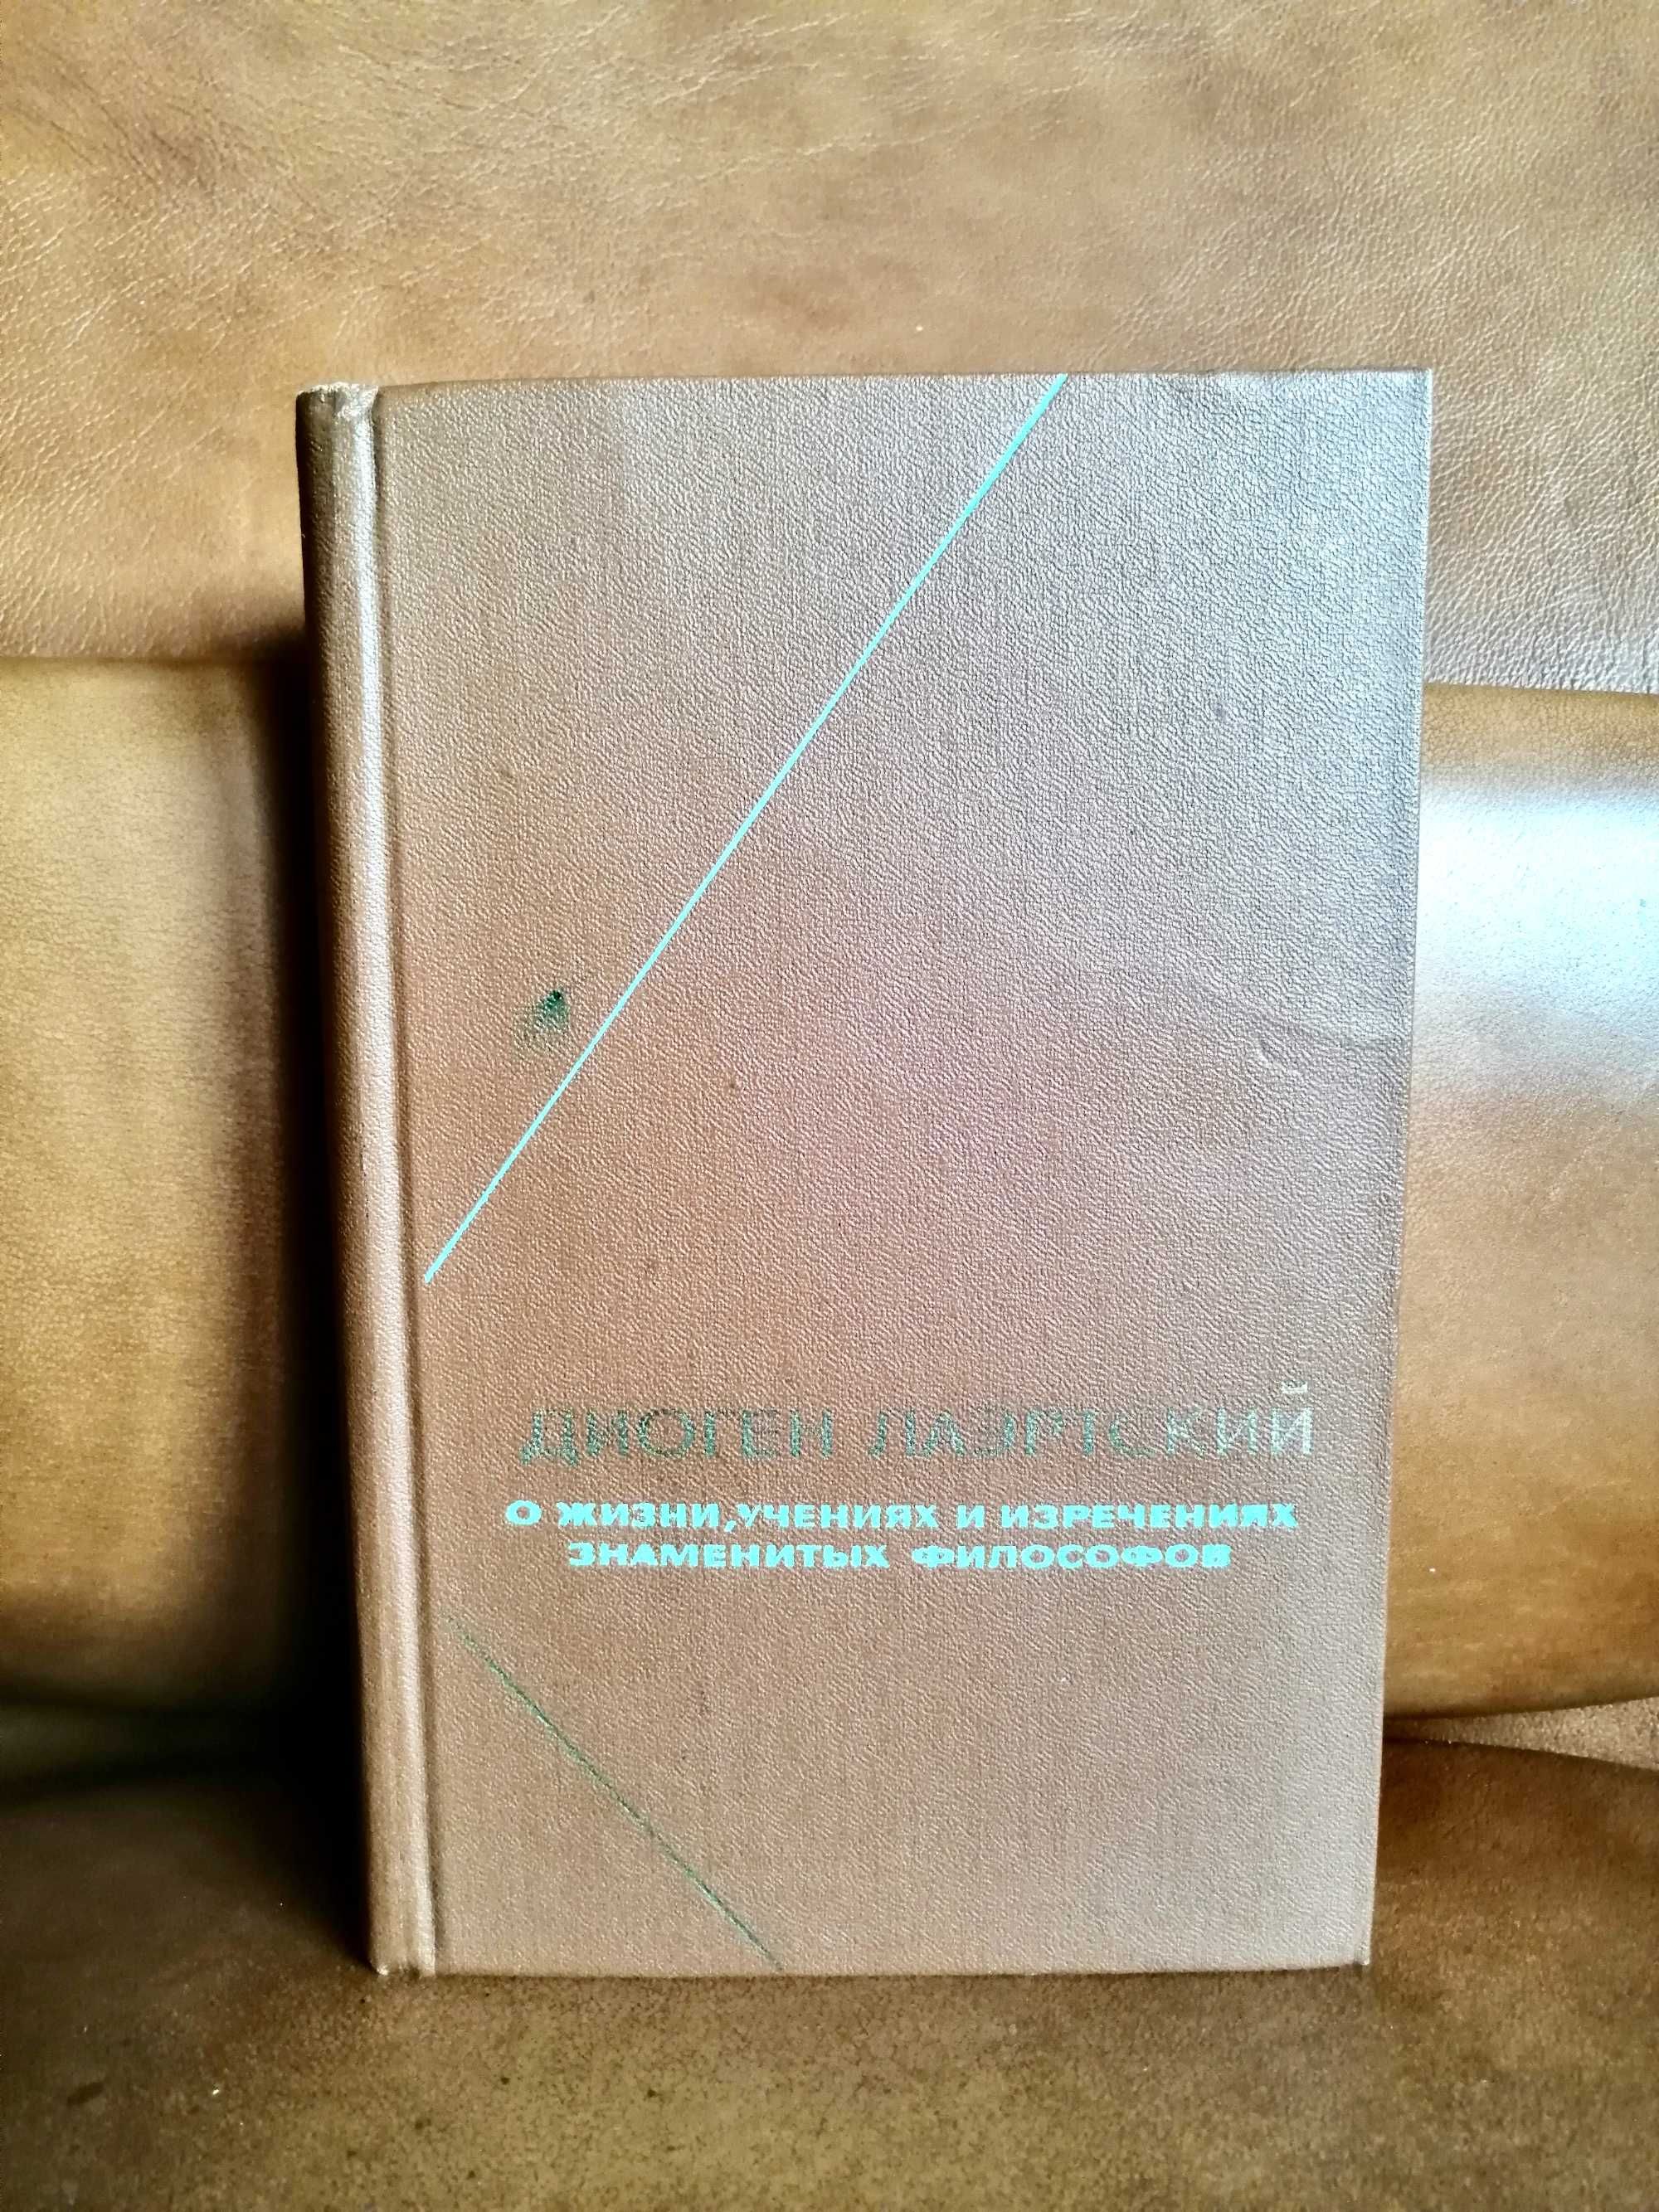 ДИОГЕН ЛАЭРТСКИЙ
О ЖИЗНИ, УЧЕНИЯХ И ИЗРЕЧЕНИЯХ
ЗНАМЕНИТЫХ ФИЛОСОФОВ